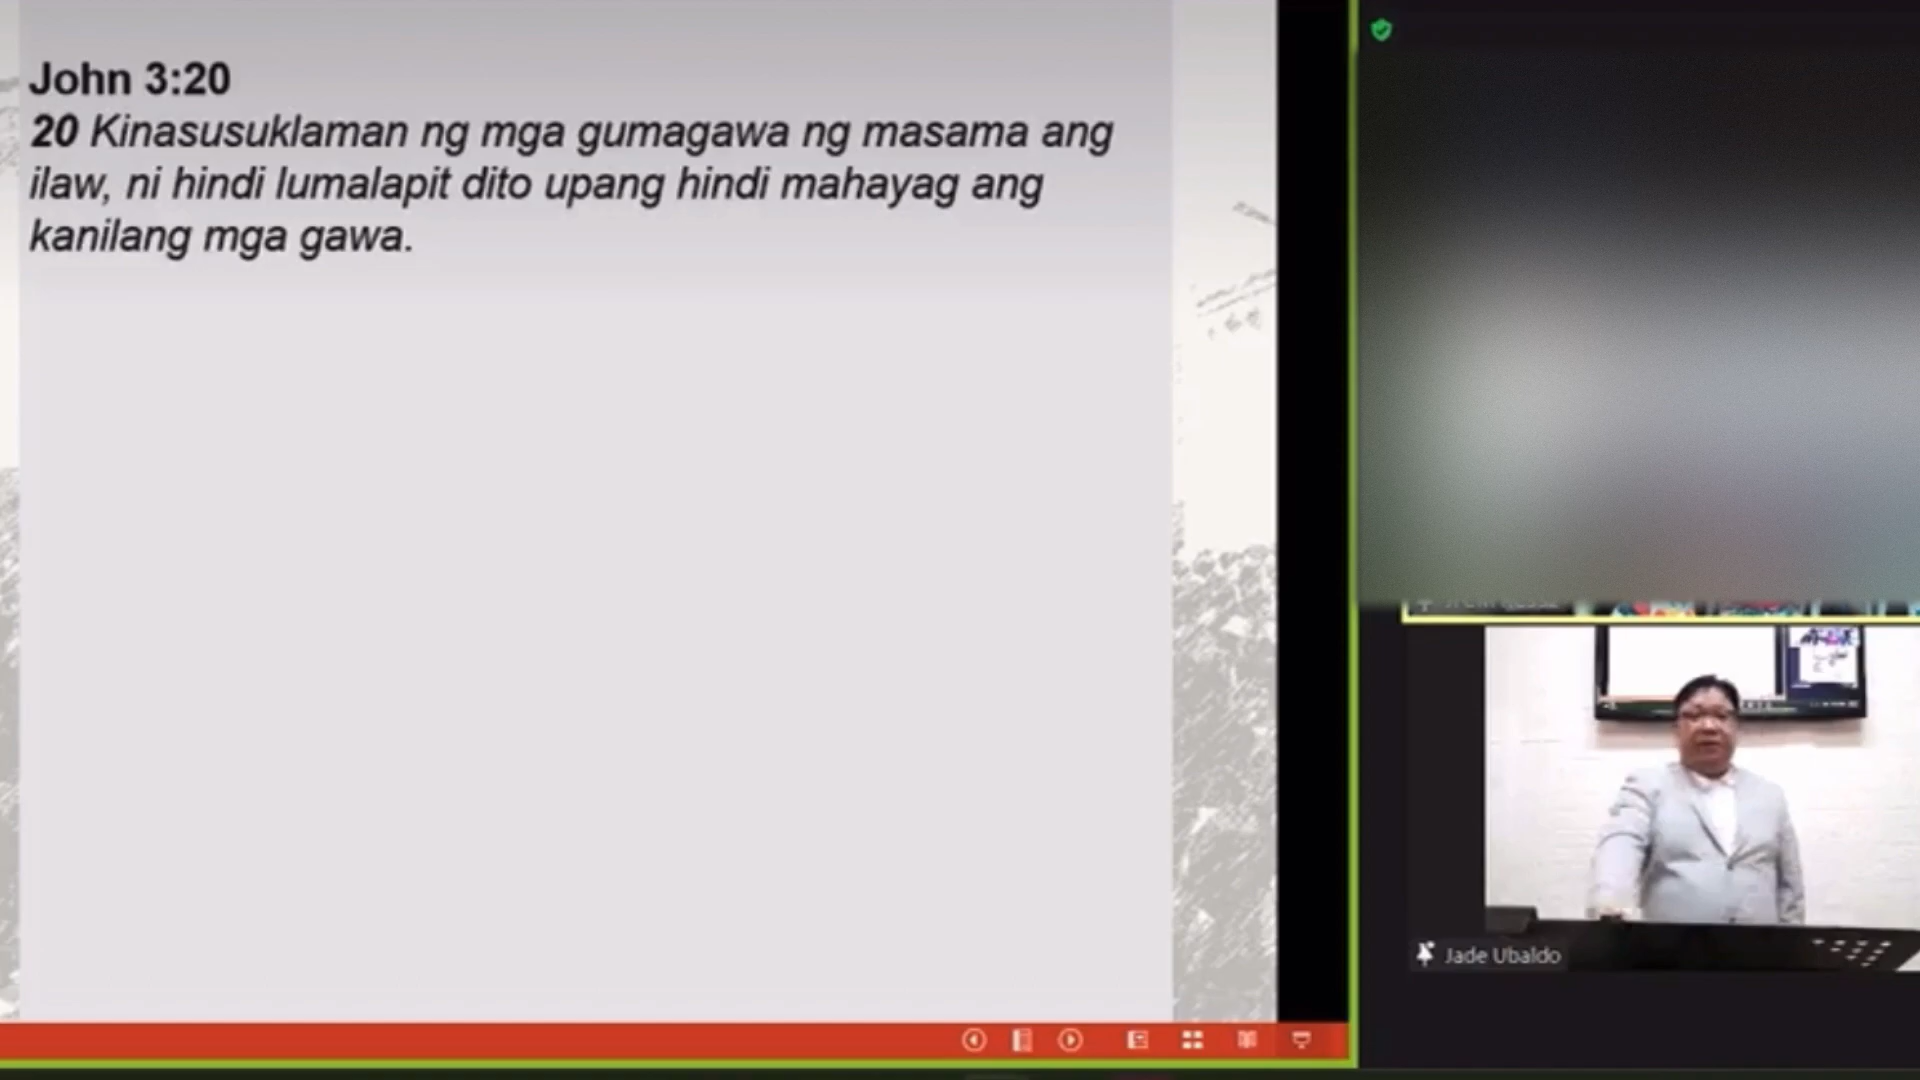 John 3:20
20 Kinasusuklaman ng mga gumagawa ng masama ang
ilaw, ni hindi lumalapit dito upang hindi mahayag ang
kanilang mga gawa.
Jade Ubaldo